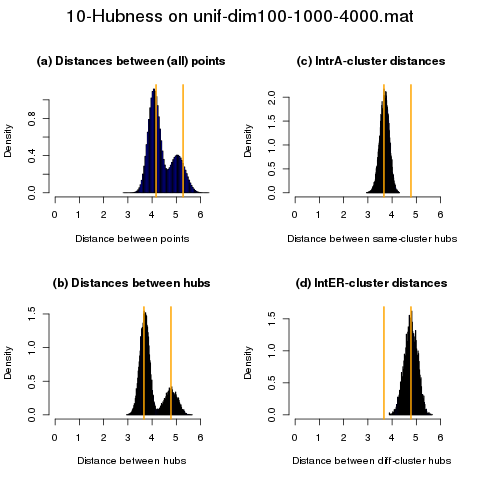 10-Hubness on unif-dim100-1000-4000.mat
(a) Distances between (all) points
Density
0.0 0.4 0.8
0 1 2 3 4 5 6
Distance between points
(c) IntrA-cluster distances
Density
0.0 0.5 1.0 1.5 2.0
0 1 2 3 4 5 6
Distance between same-cluster hubs
(b) Distances between hubs
Density
0.0 0.5 1.0 1.5
0 1 2 3 4 5 6
Distance between hubs
(d) IntER-cluster distances
Density
0.0 0.5 1.0 1.5
0 1 2 3 4 5 6
Distance between diff-cluster hubs